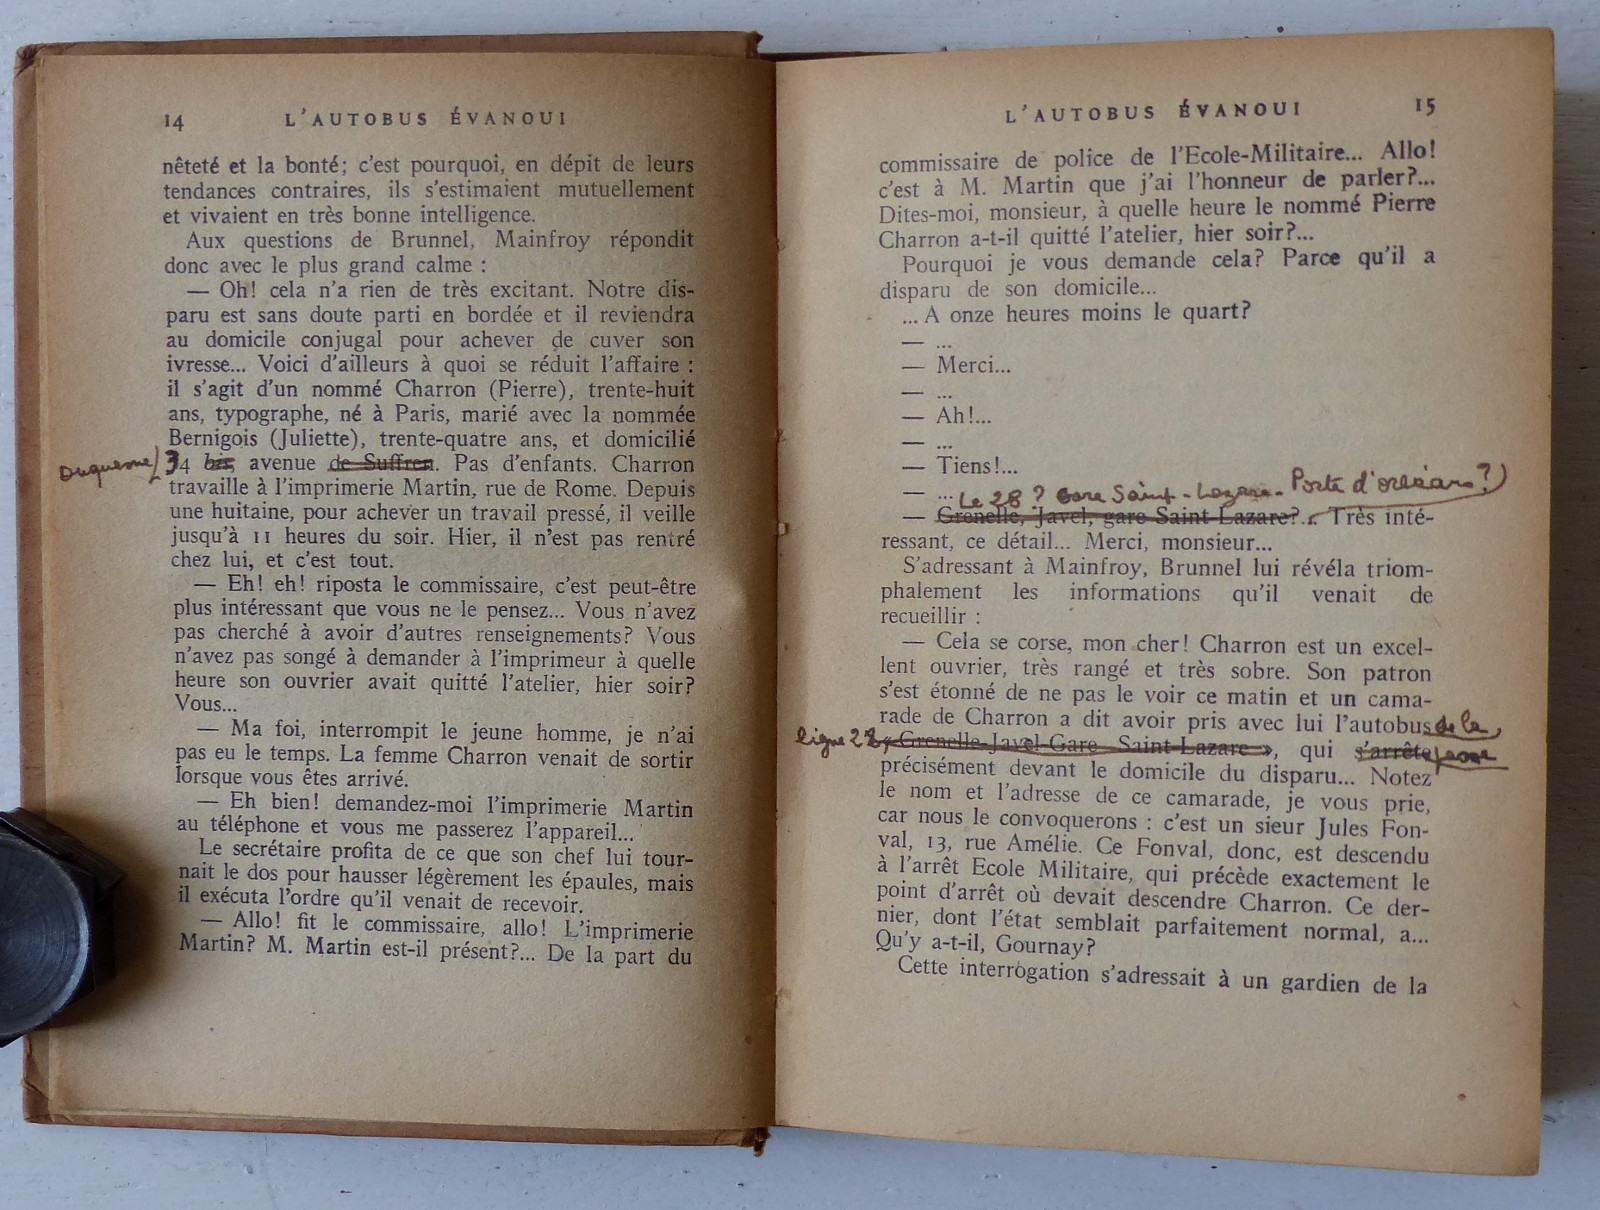 14 L'AUTOBUS ÉVANOUI
nêteté et la bonté; c'est pourquoi, en dépit de leurs
tendances contraires, ils s'estimaient mutuellement
et vivaient en très bonne intelligence.
Aux questions de Brunnel, Mainfroy répondit
donc avec le plus grand calme :
— Oh! cela n'a rien de très excitant. Notre dis-
paru est sans doute parti en bordée et il reviendra
au domicile conjugal pour achever de cuver son
ivresse... Voici d'ailleurs à quoi se réduit l'affaire :
il s'agit d'un nommé Charron (Pierre), trente-huit
ans, typographe, né à Paris, marié avec la nommée
Bernigois (Juliette), trente-quatre ans, et domicilié
Duquesne/ 34 bis, avenue de Suffren. Pas d'enfants. Charron
travaille à l'imprimerie Martin, rue de Rome. Depuis
une huitaine, pour achever un travail pressé, il veille
jusqu'à 11 heures du soir. Hier, il n'est pas rentré
chez lui, et c'est tout.
— Eh! eh! riposta le commissaire, c'est peut-être
plus intéressant que vous ne le pensez... Vous n'avez
pas cherché à avoir d'autres renseignements? Vous
n'avez pas songé à demander à l'imprimeur à quelle
heure son ouvrier avait quitté l'atelier, hier soir?
Vous...
— Ma foi, interrompit le jeune homme, je n'ai
pas eu le temps. La femme Charron venait de sortir
lorsque vous êtes arrivé.
— Eh bien! demandez-moi l'imprimerie Martin
au téléphone et vous me passerez l'appareil...
Le secrétaire profita de ce que son chef lui tour-
nait le dos pour hausser légèrement les épaules, mais
il exécuta l'ordre qu'il venait de recevoir.
— Allo! fit le commissaire, allo! L'imprimerie
Martin? M. Martin est-il présent?... De la part du
L'AUTOBUS ÉVANOUI 15
commissaire de police de l'Ecole-Militaire... Allo!
c'est à M. Martin que j'ai l'honneur de parler?...
Dites-moi, monsieur, à quelle heure le nommé Pierre
Charron a-t-il quitté l'atelier, hier soir?...
Pourquoi je vous demande cela? Parce qu'il a
disparu de son domicile...
... A onze heures moins le quart?
— ...
— Merci...
— ...
— Ah!...
— ...
— Tiens!...
— ...
Le 28? Gare Saint-Lazare-Porte d'orléans?)
— Grenelle, Javel, gare Saint-Lazare?... Très inté-
ressant, ce détail... Merci, monsieur...
S'adressant à Mainfroy, Brunnel lui révéla triom-
phalement les informations qu'il venait de
recueillir :
— Cela se corse, mon cher! Charron est un excel-
lent ouvrier, très rangé et très sobre. Son patron
s'est étonné de ne pas le voir ce matin et un cama-
rade de Charron a dit avoir pris avec lui l'autobus de la
ligne 28 « Grenelle-Javel-Gare Saint-Lazare », qui s'arrête passe
précisément devant le domicile du disparu... Notez
le nom et l'adresse de ce camarade, je vous prie,
car nous le convoquerons : c'est un sieur Jules Fon-
val, 13, rue Amélie. Ce Fonval, donc, est descendu
à l'arrêt Ecole Militaire, qui précède exactement le
point d'arrêt où devait descendre Charron. Ce der-
nier, dont l'état semblait parfaitement normal, a...
Qu'y a-t-il, Gournay?
Cette interrogation s'adressait à un gardien de la